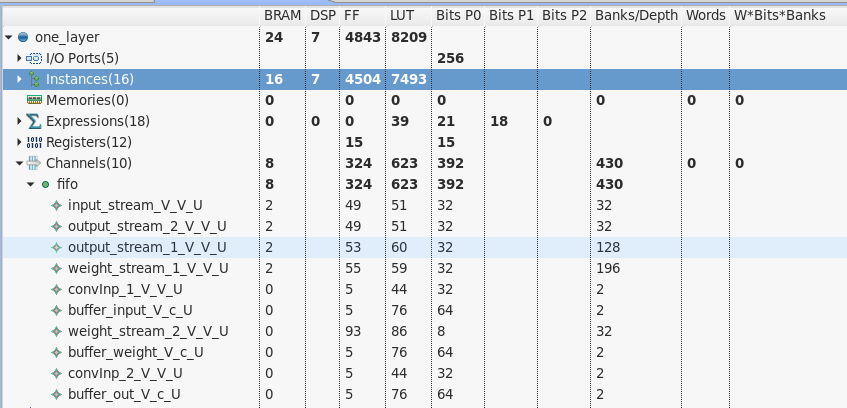 BRAM DSP FF LUT Bits P0 Bits P1 Bits P2 Banks/Depth Words W*Bits*Banks
one_layer 24 7 4843 8209
I/O Ports(5) 256
Instances(16) 16 7 4504 7493
Memories(0) 0 0 0 0 0 0 0
Expressions(18) 0 0 0 39 21 18 0
Registers(12) 15 15
Channels(10) 8 324 623 392 430 0 0
fifo 8 324 623 392 430
input_stream_V_V_U 2 49 51 32 32
output_stream_2_V_V_U 2 49 51 32 32
output_stream_1_V_V_U 2 53 60 32 128
weight_stream_1_V_V_U 2 55 59 32 196
convInp_1_V_V_U 0 5 44 32 2
buffer_input_V_c_U 0 5 76 64 2
weight_stream_2_V_V_U 0 93 86 8 32
buffer_weight_V_c_U 0 5 76 64 2
convInp_2_V_V_U 0 5 44 32 2
buffer_out_V_c_U 0 5 76 64 2